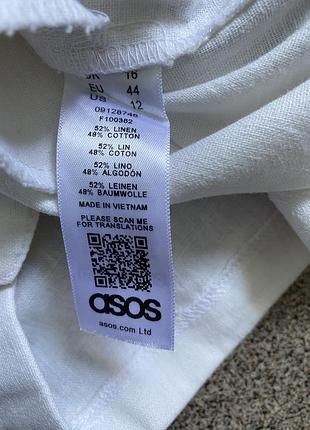 UK 16
EU 44
US 12
09128748
F100362
52% LINEN
48% COTTON
52% LIN
48% COTON
52% LINO
48% ALGODÓN
52% LEINEN
48% BAUMWOLLE
MADE IN VIETNAM
PLEASE SCAN ME
FOR TRANSLATIONS
asos
asos.com Ltd